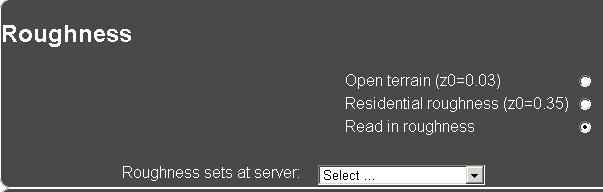 Roughness
Open terrain (z0=0.03)
Residential roughness (z0=0.35)
Read in roughness
Roughness sets at server: Select ...